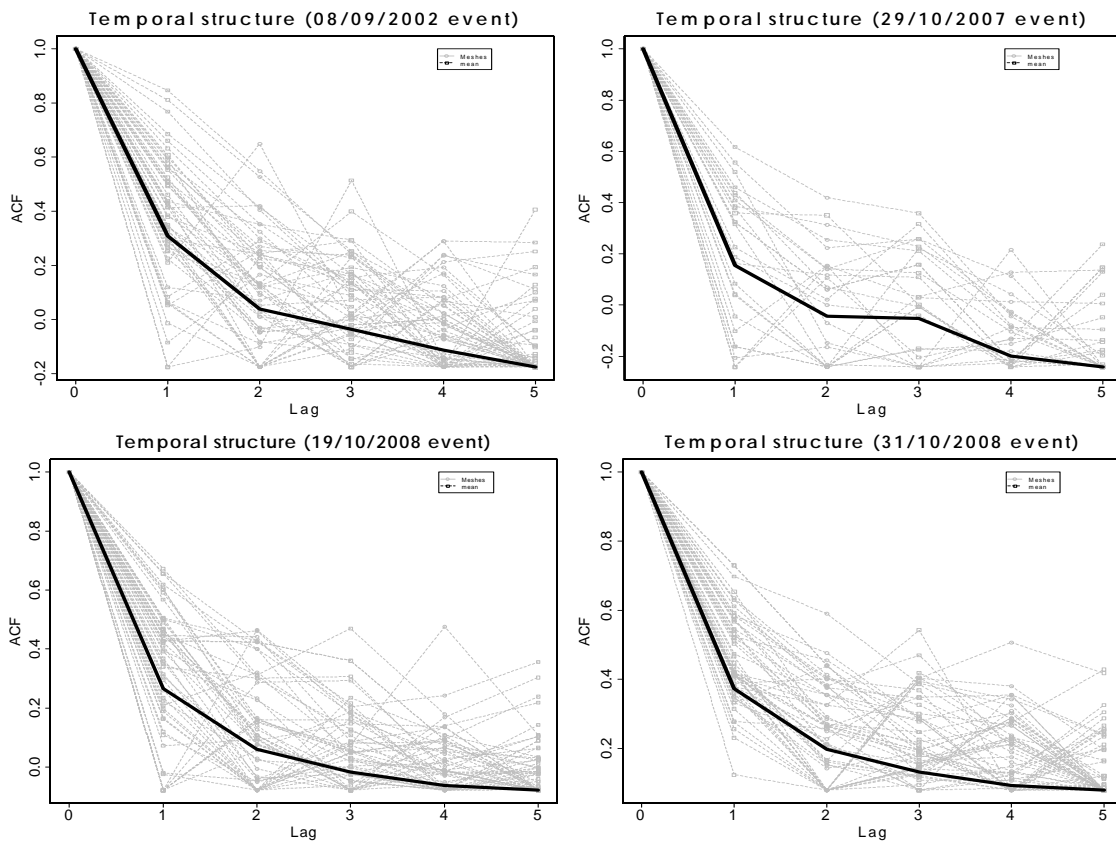 Temporal structure (08/09/2002 event)
Meshes
mean
ACF
1.0
0.8
0.6
0.4
0.2
0.0
-0.2
0 1 2 3 4 5
Lag
Temporal structure (29/10/2007 event)
Meshes
mean
ACF
1.0
0.8
0.6
0.4
0.2
0.0
-0.2
0 1 2 3 4 5
Lag
Temporal structure (19/10/2008 event)
Meshes
mean
ACF
1.0
0.8
0.6
0.4
0.2
0.0
0 1 2 3 4 5
Lag
Temporal structure (31/10/2008 event)
Meshes
mean
ACF
1.0
0.8
0.6
0.4
0.2
0 1 2 3 4 5
Lag